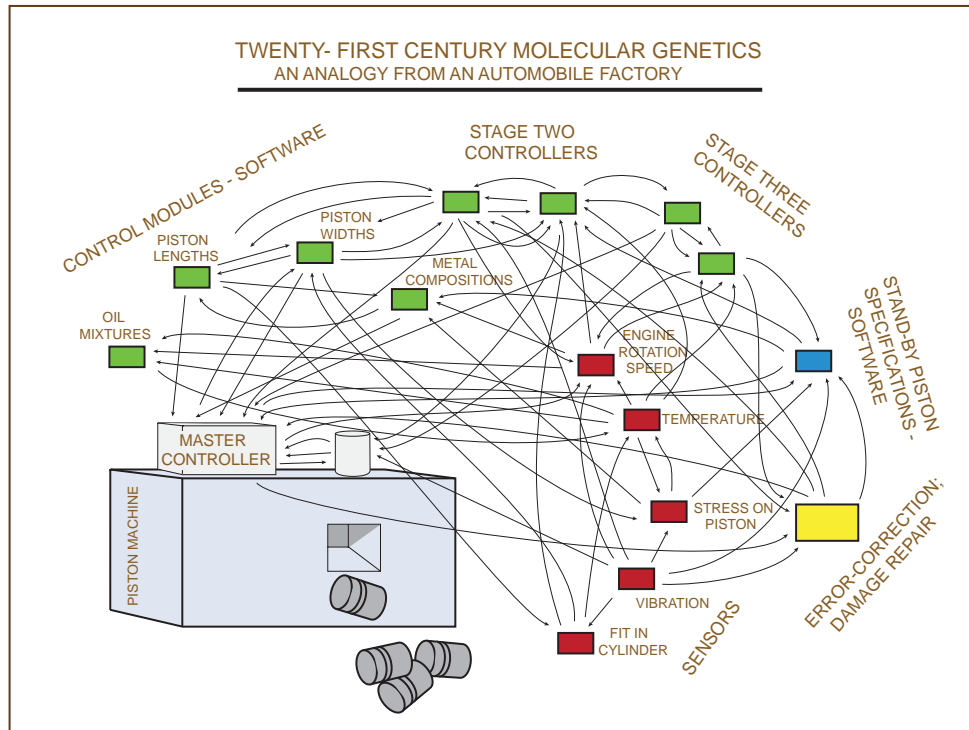 TWENTY- FIRST CENTURY MOLECULAR GENETICS
AN ANALOGY FROM AN AUTOMOBILE FACTORY
CONTROL MODULES - SOFTWARE
STAGE TWO
CONTROLLERS
STAGE THREE
CONTROLLERS
PISTON
LENGTHS
PISTON
WIDTHS
METAL
COMPOSITIONS
OIL
MIXTURES
ENGINE
ROTATION
SPEED
STAND-BY PISTON
SPECIFICATIONS -
SOFTWARE
TEMPERATURE
MASTER
CONTROLLER
PISTON MACHINE
STRESS ON
PISTON
ERROR-CORRECTION;
DAMAGE REPAIR
VIBRATION
SENSORS
FIT IN
CYLINDER